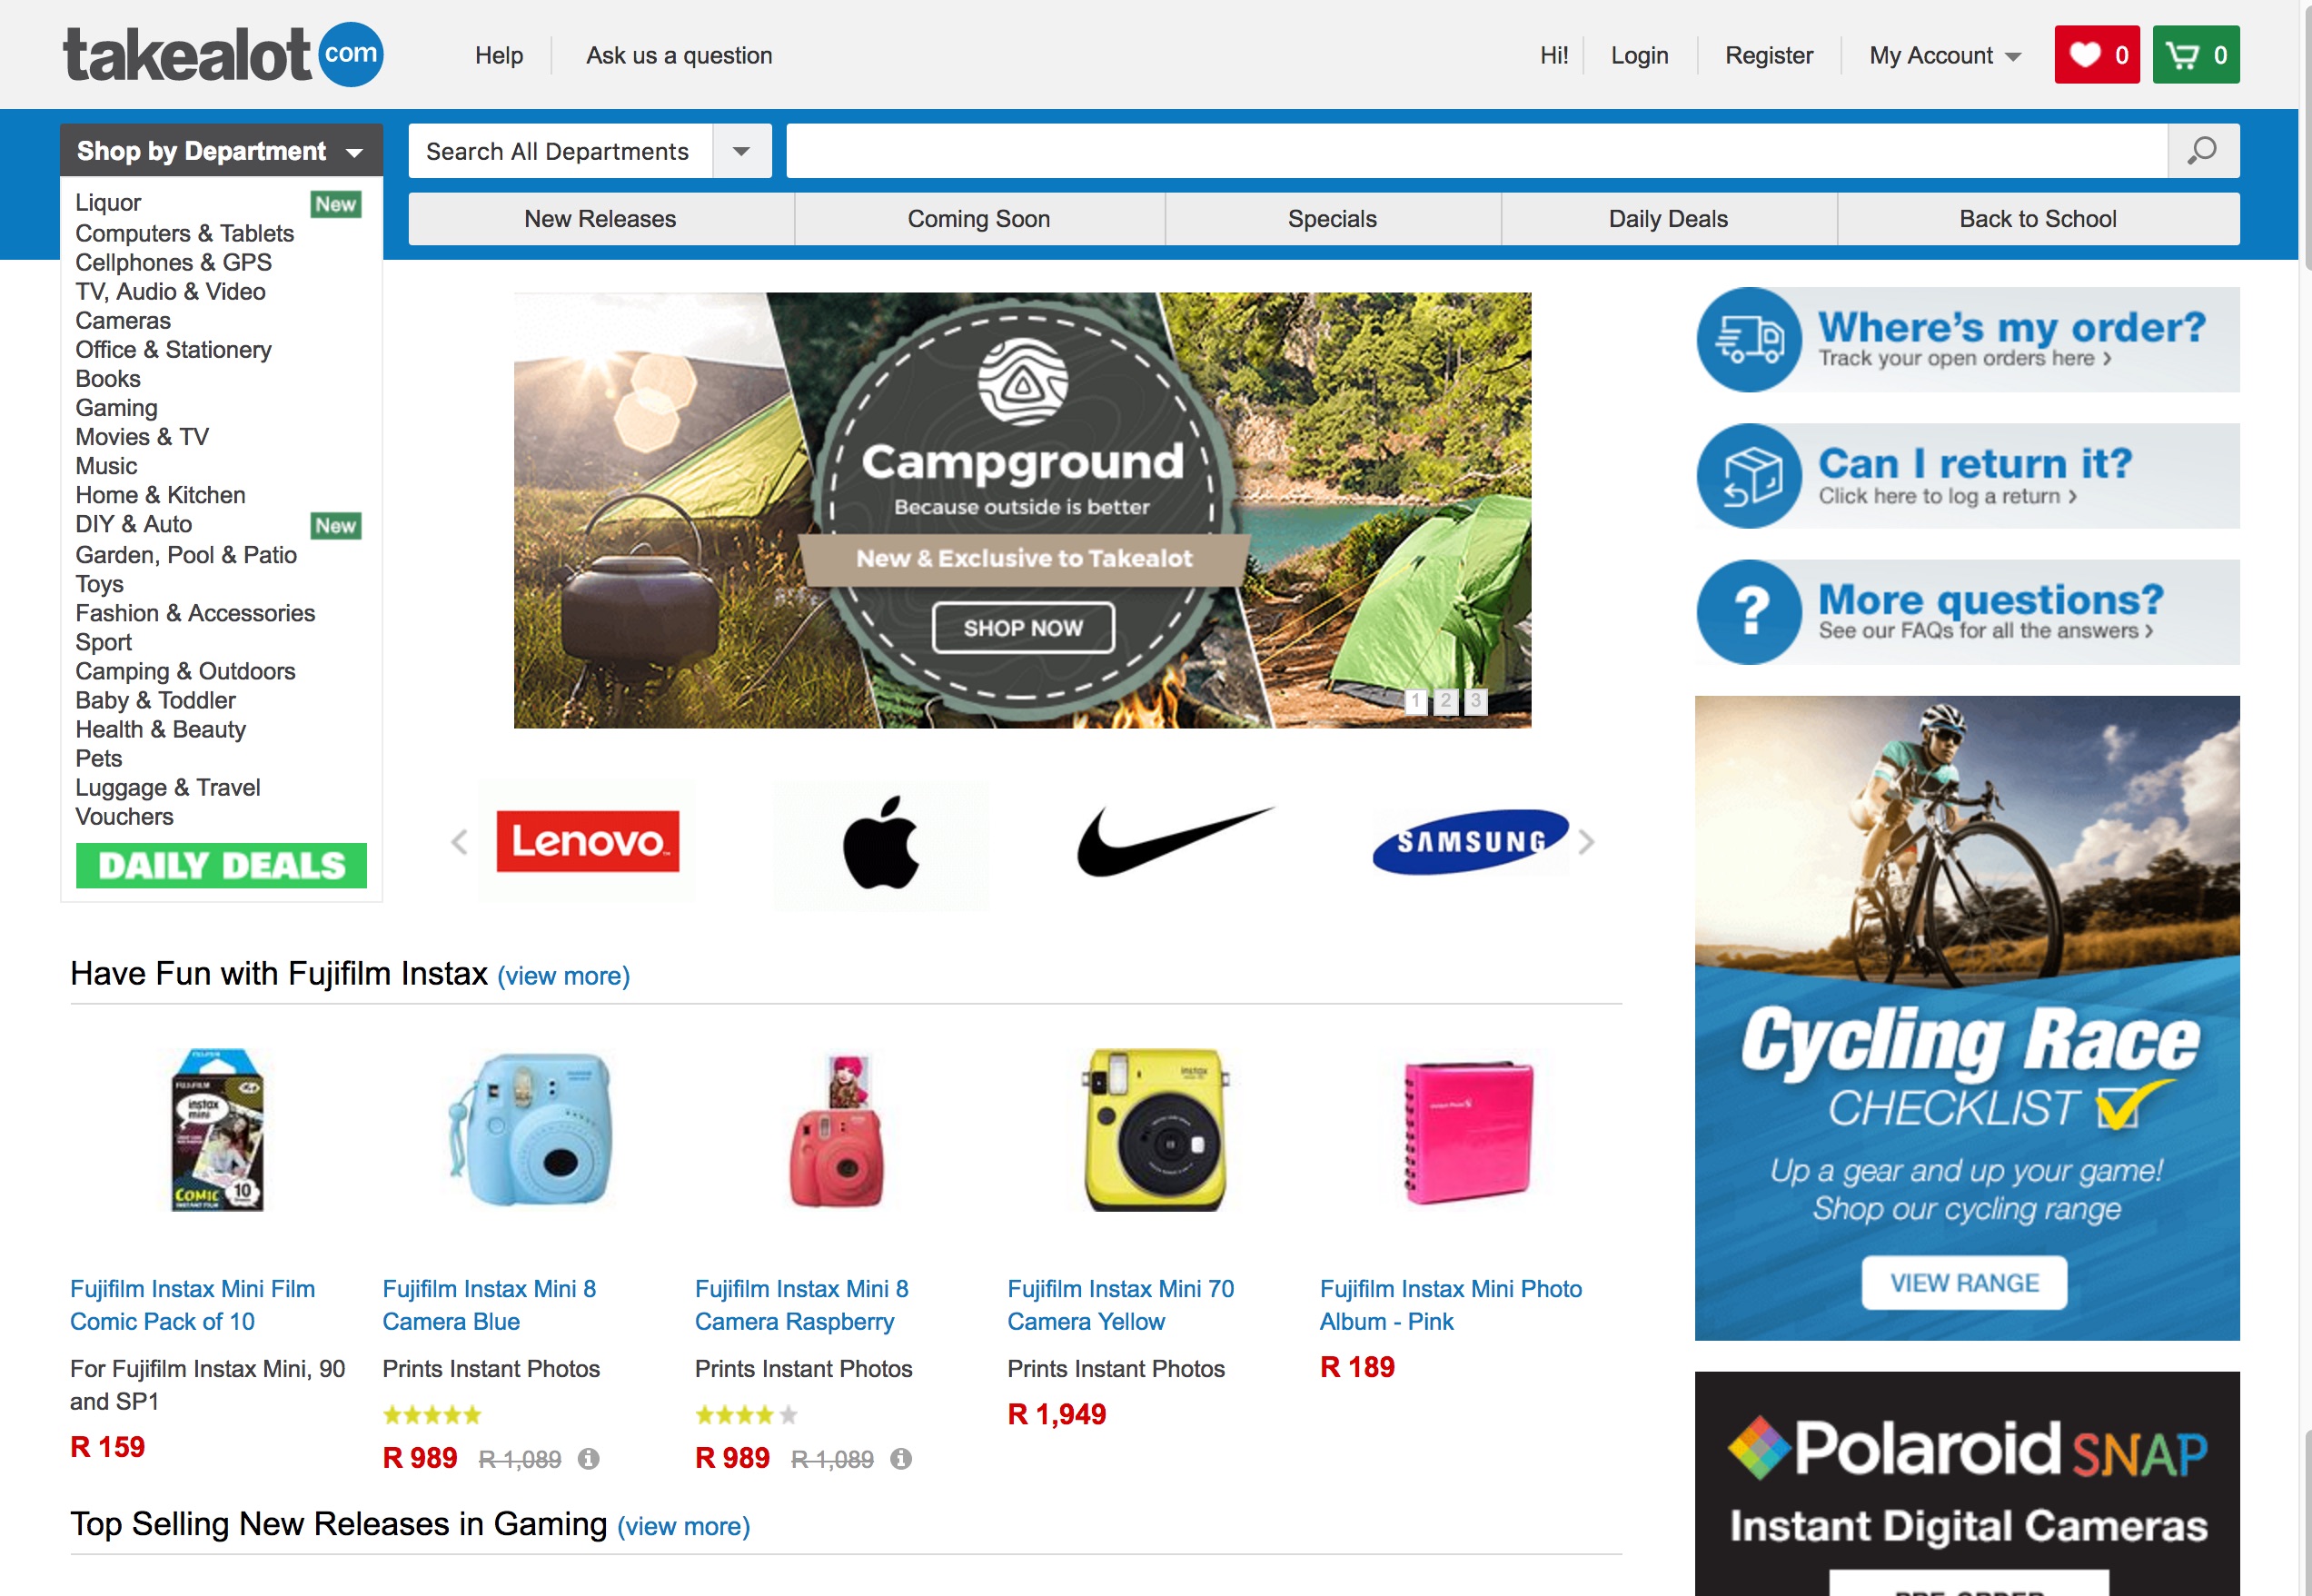 takealot com
Help
Ask us a question
Hi!
Login
Register
My Account
0
0
Shop by Department
Search All Departments
New Releases
Coming Soon
Specials
Daily Deals
Back to School
Liquor New
Computers & Tablets
Cellphones & GPS
TV, Audio & Video
Cameras
Office & Stationery
Books
Gaming
Movies & TV
Music
Home & Kitchen
DIY & Auto New
Garden, Pool & Patio
Toys
Fashion & Accessories
Sport
Camping & Outdoors
Baby & Toddler
Health & Beauty
Pets
Luggage & Travel
Vouchers
DAILY DEALS
Campground
Because outside is better
New & Exclusive to Takealot
SHOP NOW
1 2 3
Where's my order?
Track your open orders here ›
Can I return it?
Click here to log a return ›
? More questions?
See our FAQs for all the answers ›
Lenovo
SAMSUNG
Cycling Race
CHECKLIST
Up a gear and up your game!
Shop our cycling range
VIEW RANGE
Have Fun with Fujifilm Instax (view more)
FUJIFILM
instax
mini
COMIC 10
instax
Fujifilm Instax Mini Film
Comic Pack of 10
For Fujifilm Instax Mini, 90
and SP1
R 159
Fujifilm Instax Mini 8
Camera Blue
Prints Instant Photos
R 989 R 1,089
Fujifilm Instax Mini 8
Camera Raspberry
Prints Instant Photos
R 989 R 1,089
Fujifilm Instax Mini 70
Camera Yellow
Prints Instant Photos
R 1,949
Fujifilm Instax Mini Photo
Album - Pink
R 189
Polaroid SNAP
Instant Digital Cameras
PRE-ORDER
Top Selling New Releases in Gaming (view more)